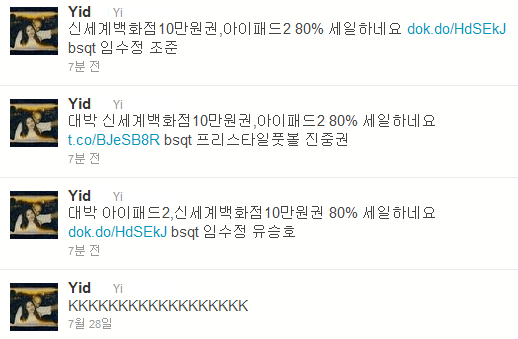 Yid Yi
신세계백화점10만원권,아이패드2 80% 세일하네요 dok.do/HdSEkJ
bsqt 임수정 조준
7분 전
Yid Yi
대박 신세계백화점10만원권,아이패드2 80% 세일하네요
t.co/BJeSB8R bsqt 프리스타일풋볼 진중권
7분 전
Yid Yi
대박 아이패드2,신세계백화점10만원권 80% 세일하네요
dok.do/HdSEkJ bsqt 임수정 유승호
7분 전
Yid Yi
KKKKKKKKKKKKKKKKKK
7월 28일